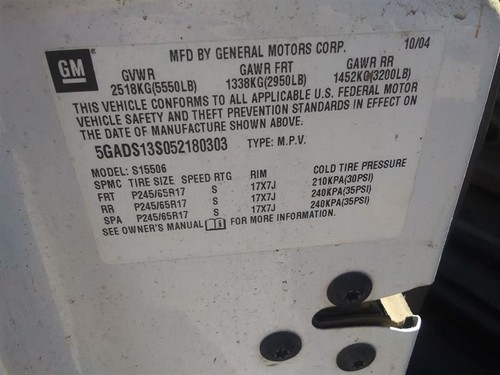 GM
MFD BY GENERAL MOTORS CORP. 10/04
GVWR GAWR FRT GAWR RR
2518KG(5550LB) 1338KG(2950LB) 1452KG(3200LB)
THIS VEHICLE CONFORMS TO ALL APPLICABLE U.S. FEDERAL MOTOR
VEHICLE SAFETY AND THEFT PREVENTION STANDARDS IN EFFECT ON
THE DATE OF MANUFACTURE SHOWN ABOVE.
5GADS13S052180303 TYPE: M.P.V.
MODEL: S15506
SPMC TIRE SIZE SPEED RTG RIM COLD TIRE PRESSURE
FRT P245/65R17 S 17X7J 210KPA(30PSI)
RR P245/65R17 S 17X7J 240KPA(35PSI)
SPA P245/65R17 S 17X7J 240KPA(35PSI)
SEE OWNER'S MANUAL FOR MORE INFORMATION.